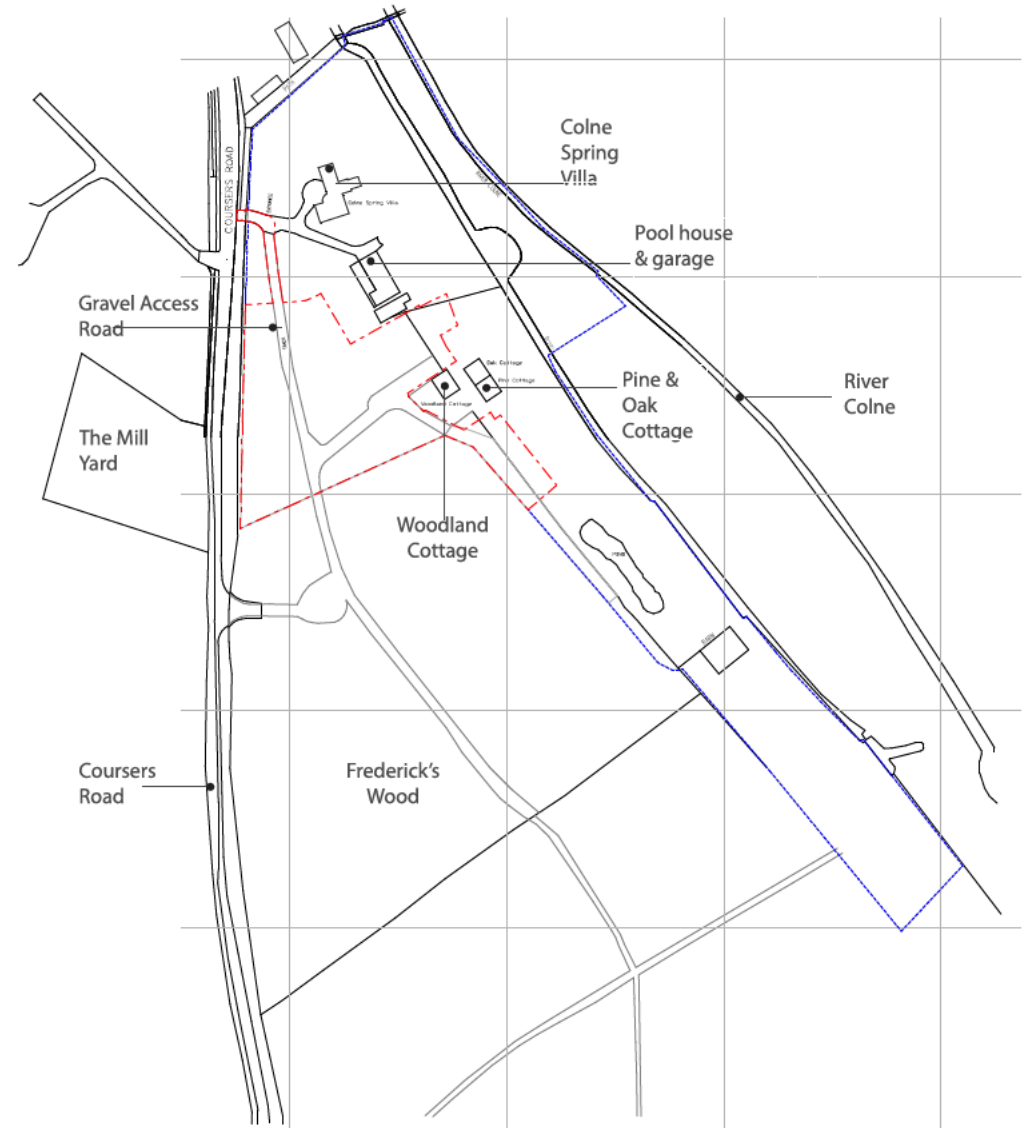 Colne
Spring
Villa
COURSERS ROAD
Colne Spring Villa
Pool house
& garage
Gravel Access
Road
Oak Cottage
Pine Cottage
Woodland Cottage
Pine &
Oak
Cottage
River
Colne
The Mill
Yard
Woodland
Cottage
Coursers
Road
Frederick's
Wood